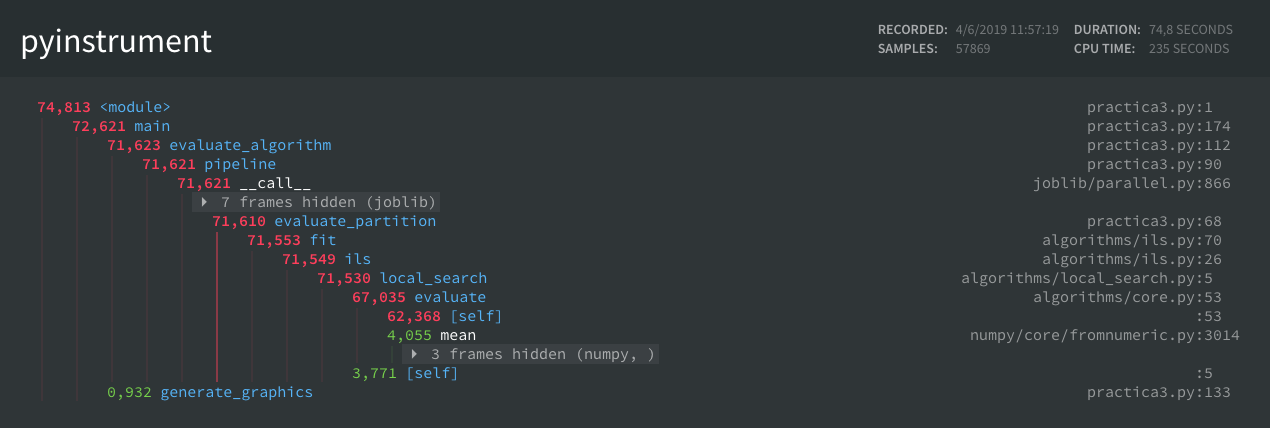 pyinstrument
RECORDED: 4/6/2019 11:57:19 DURATION: 74,8 SECONDS
SAMPLES: 57869 CPU TIME: 235 SECONDS
74,813 <module> practica3.py:1
72,621 main practica3.py:174
71,623 evaluate_algorithm practica3.py:112
71,621 pipeline practica3.py:90
71,621 __call__ joblib/parallel.py:866
7 frames hidden (joblib)
71,610 evaluate_partition practica3.py:68
71,553 fit algorithms/ils.py:70
71,549 ils algorithms/ils.py:26
71,530 local_search algorithms/local_search.py:5
67,035 evaluate algorithms/core.py:53
62,368 [self] :53
4,055 mean numpy/core/fromnumeric.py:3014
3 frames hidden (numpy, )
3,771 [self] :5
0,932 generate_graphics practica3.py:133